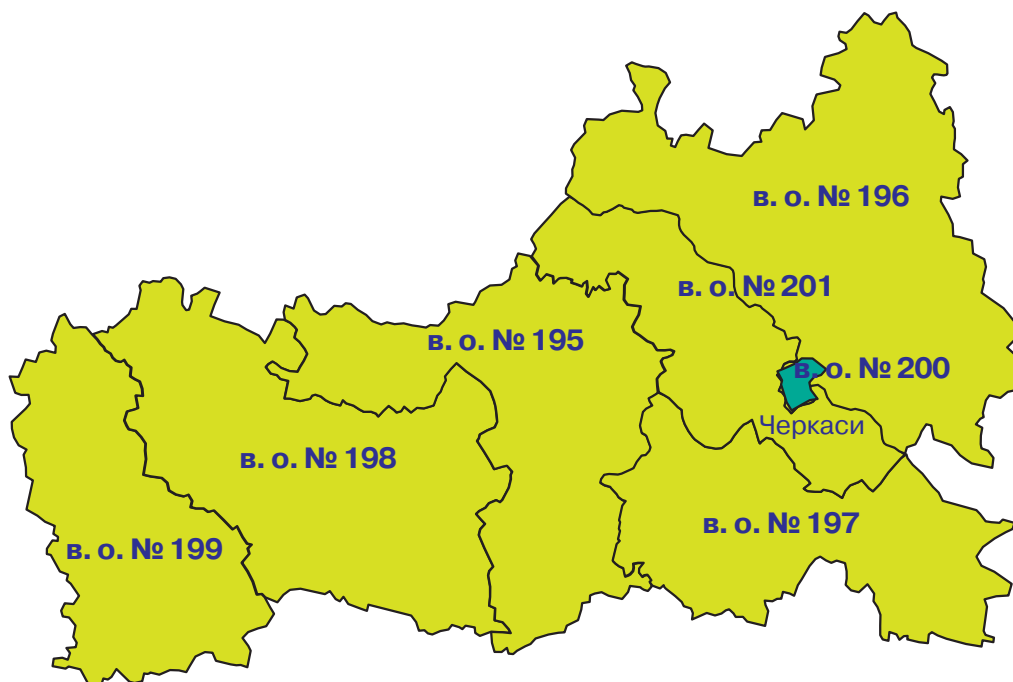 в. о. № 196
в. о. № 201
в. о. № 195
в. о. № 200
Черкаси
в. о. № 198
в. о. № 197
в. о. № 199